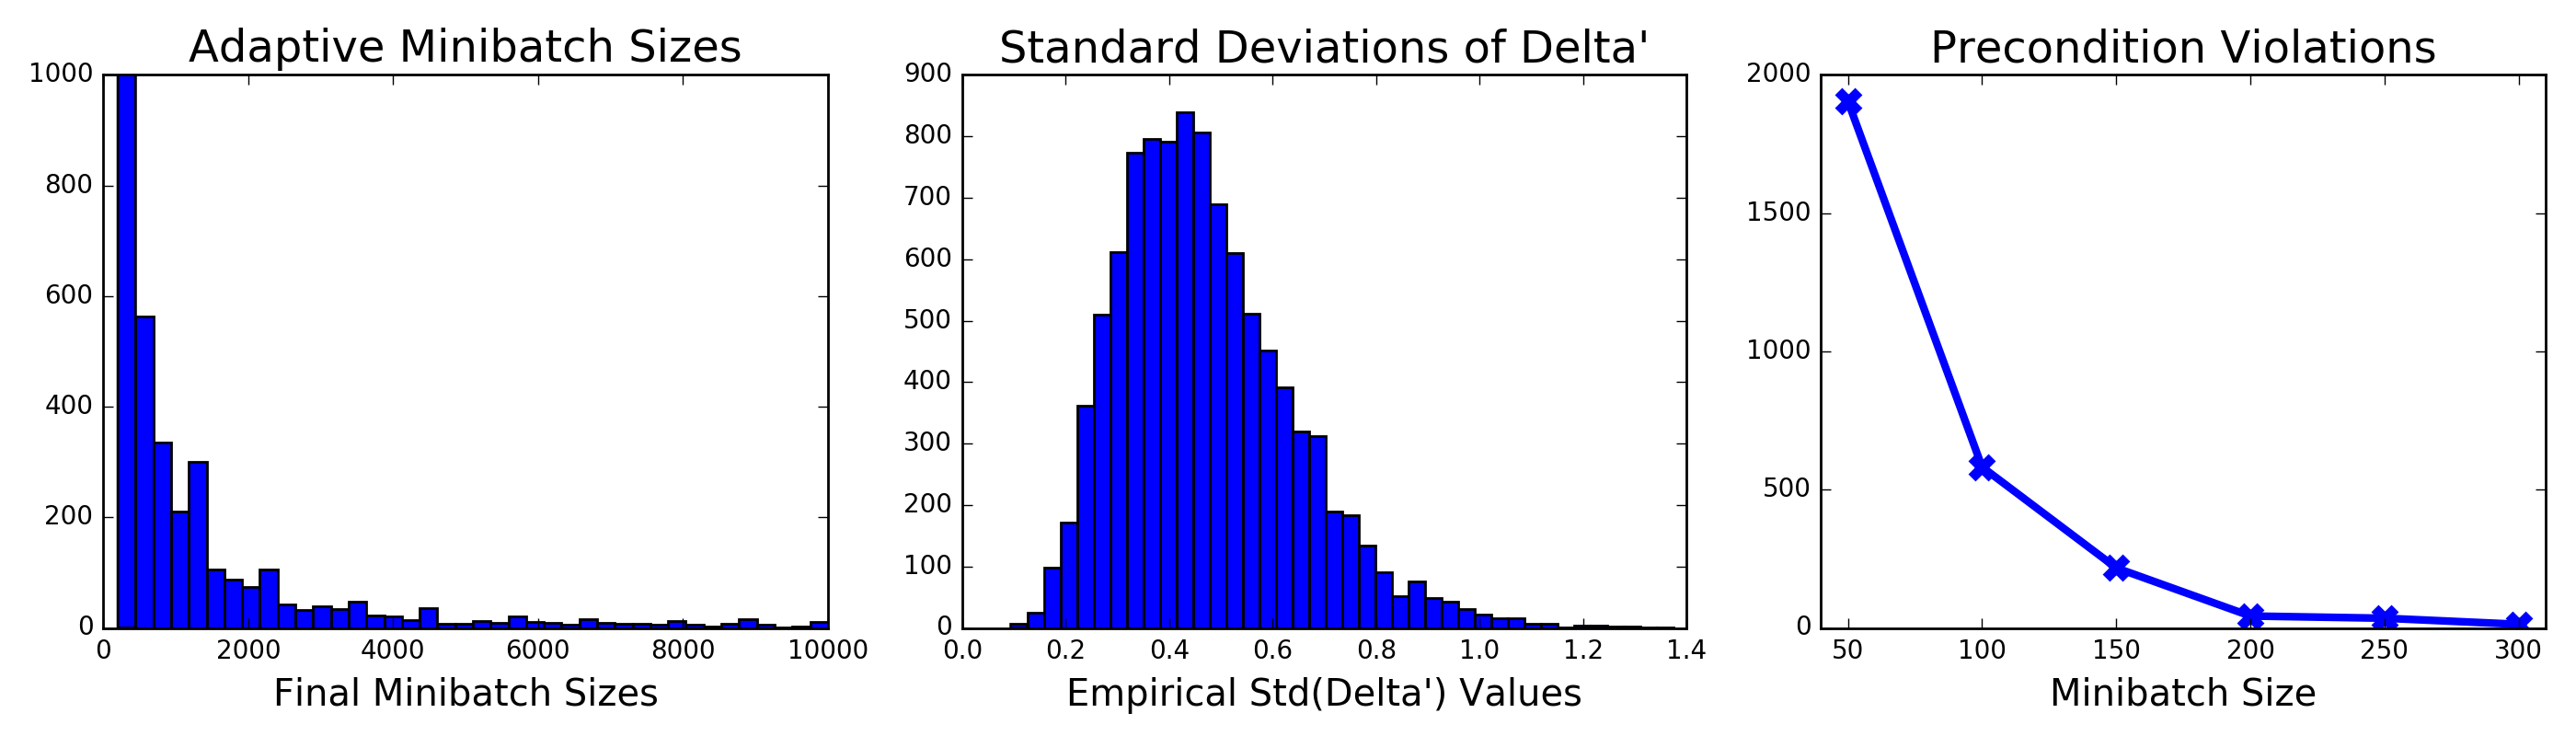 Adaptive Minibatch Sizes
1000
800
600
400
200
0
0 2000 4000 6000 8000 10000
Final Minibatch Sizes
Standard Deviations of Delta'
900
800
700
600
500
400
300
200
100
0
0.0 0.2 0.4 0.6 0.8 1.0 1.2 1.4
Empirical Std(Delta') Values
Precondition Violations
2000
1500
1000
500
0
50 100 150 200 250 300
Minibatch Size